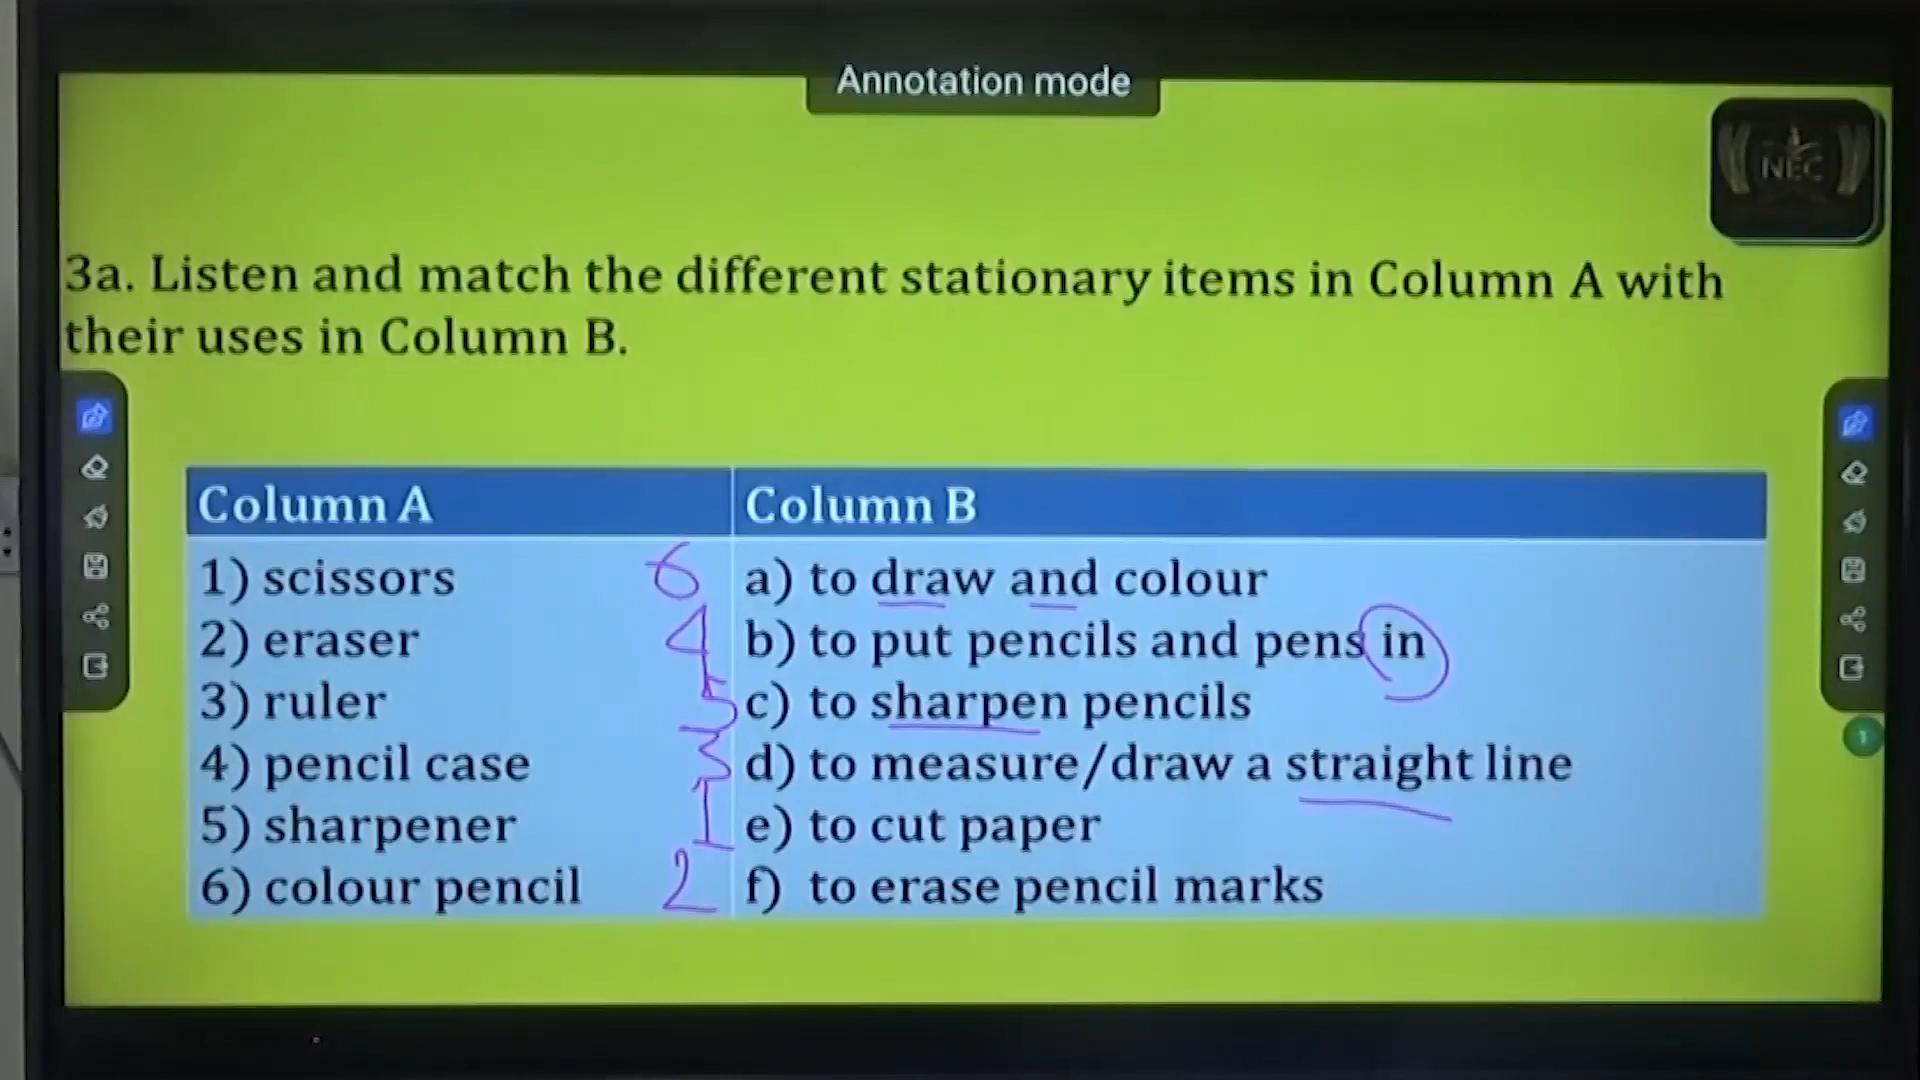 Annotation mode
NEC
3a. Listen and match the different stationary items in Column A with
their uses in Column B.
Column A Column B
1) scissors 6 a) to draw and colour
2) eraser 4 b) to put pencils and pens in
3) ruler 5 c) to sharpen pencils
4) pencil case 3 d) to measure/draw a straight line
5) sharpener 1 e) to cut paper
6) colour pencil 2 f) to erase pencil marks
1